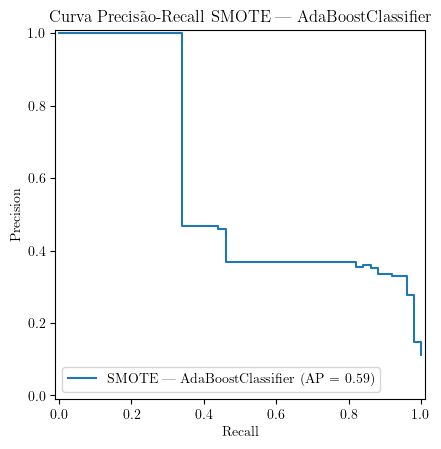 Curva Precisão-Recall SMOTE — AdaBoostClassifier
1.0
0.8
0.6
0.4
0.2
0.0
Precision
SMOTE — AdaBoostClassifier (AP = 0.59)
0.0 0.2 0.4 0.6 0.8 1.0
Recall